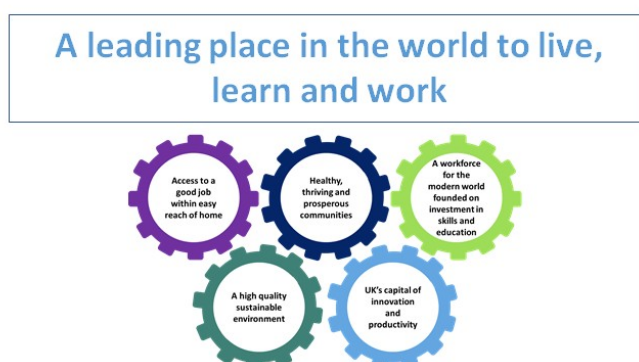 A leading place in the world to live,
learn and work
Access to a
good job
within easy
reach of home
Healthy,
thriving and
prosperous
communities
A workforce
for the
modern world
founded on
investment in
skills and
education
A high quality
sustainable
environment
UK's capital of
innovation
and
productivity